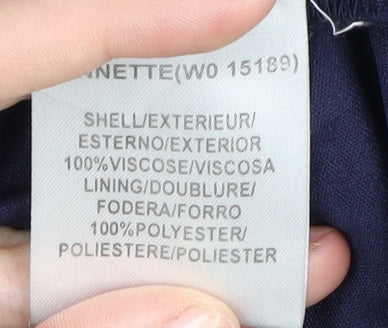 NNETTE(W0 15189)
SHELL/EXTERIEUR/
ESTERNO/EXTERIOR
100%VISCOSE/VISCOSA
LINING/DOUBLURE/
FODERA/FORRO
100%POLYESTER/
POLIESTERE/POLIESTER